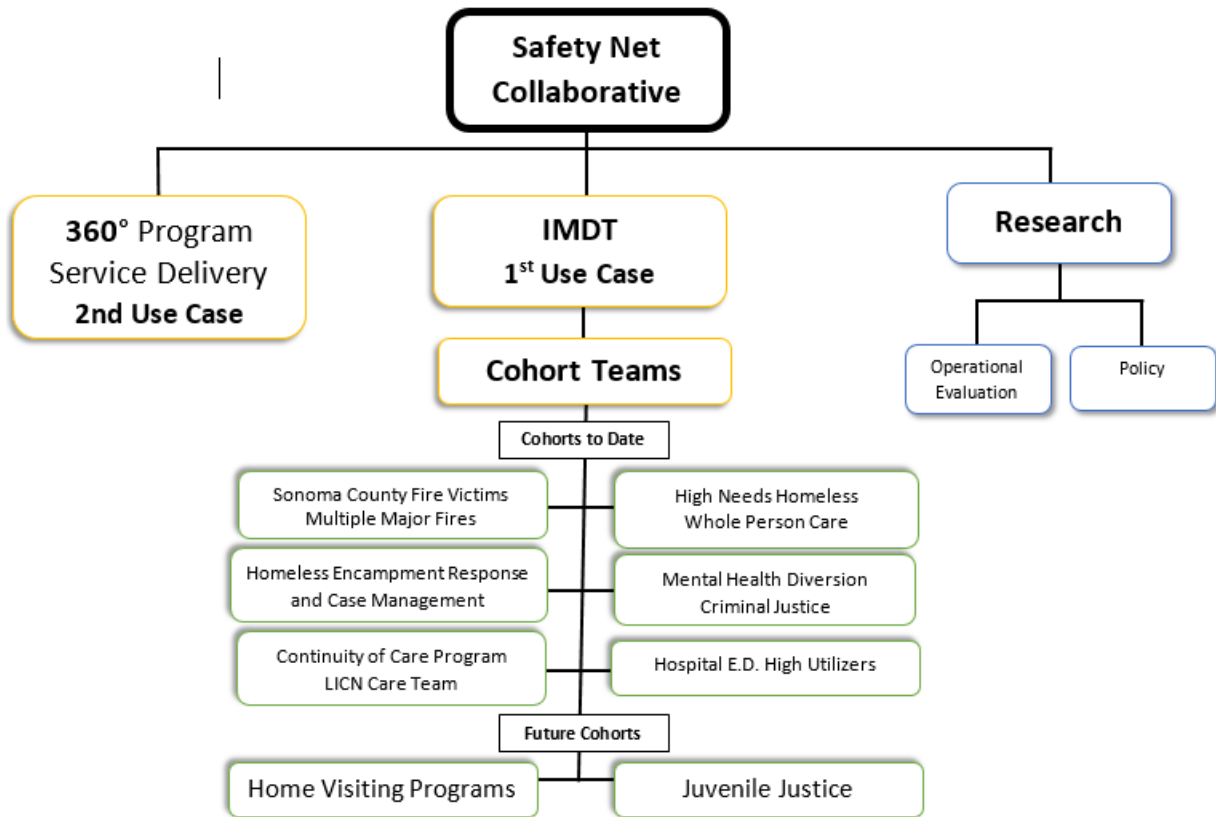 Safety Net
Collaborative
360° Program
Service Delivery
2nd Use Case
IMDT
1st Use Case
Research
Operational
Evaluation
Policy
Cohort Teams
Cohorts to Date
Sonoma County Fire Victims
Multiple Major Fires
High Needs Homeless
Whole Person Care
Homeless Encampment Response
and Case Management
Mental Health Diversion
Criminal Justice
Continuity of Care Program
LICN Care Team
Hospital E.D. High Utilizers
Future Cohorts
Home Visiting Programs
Juvenile Justice